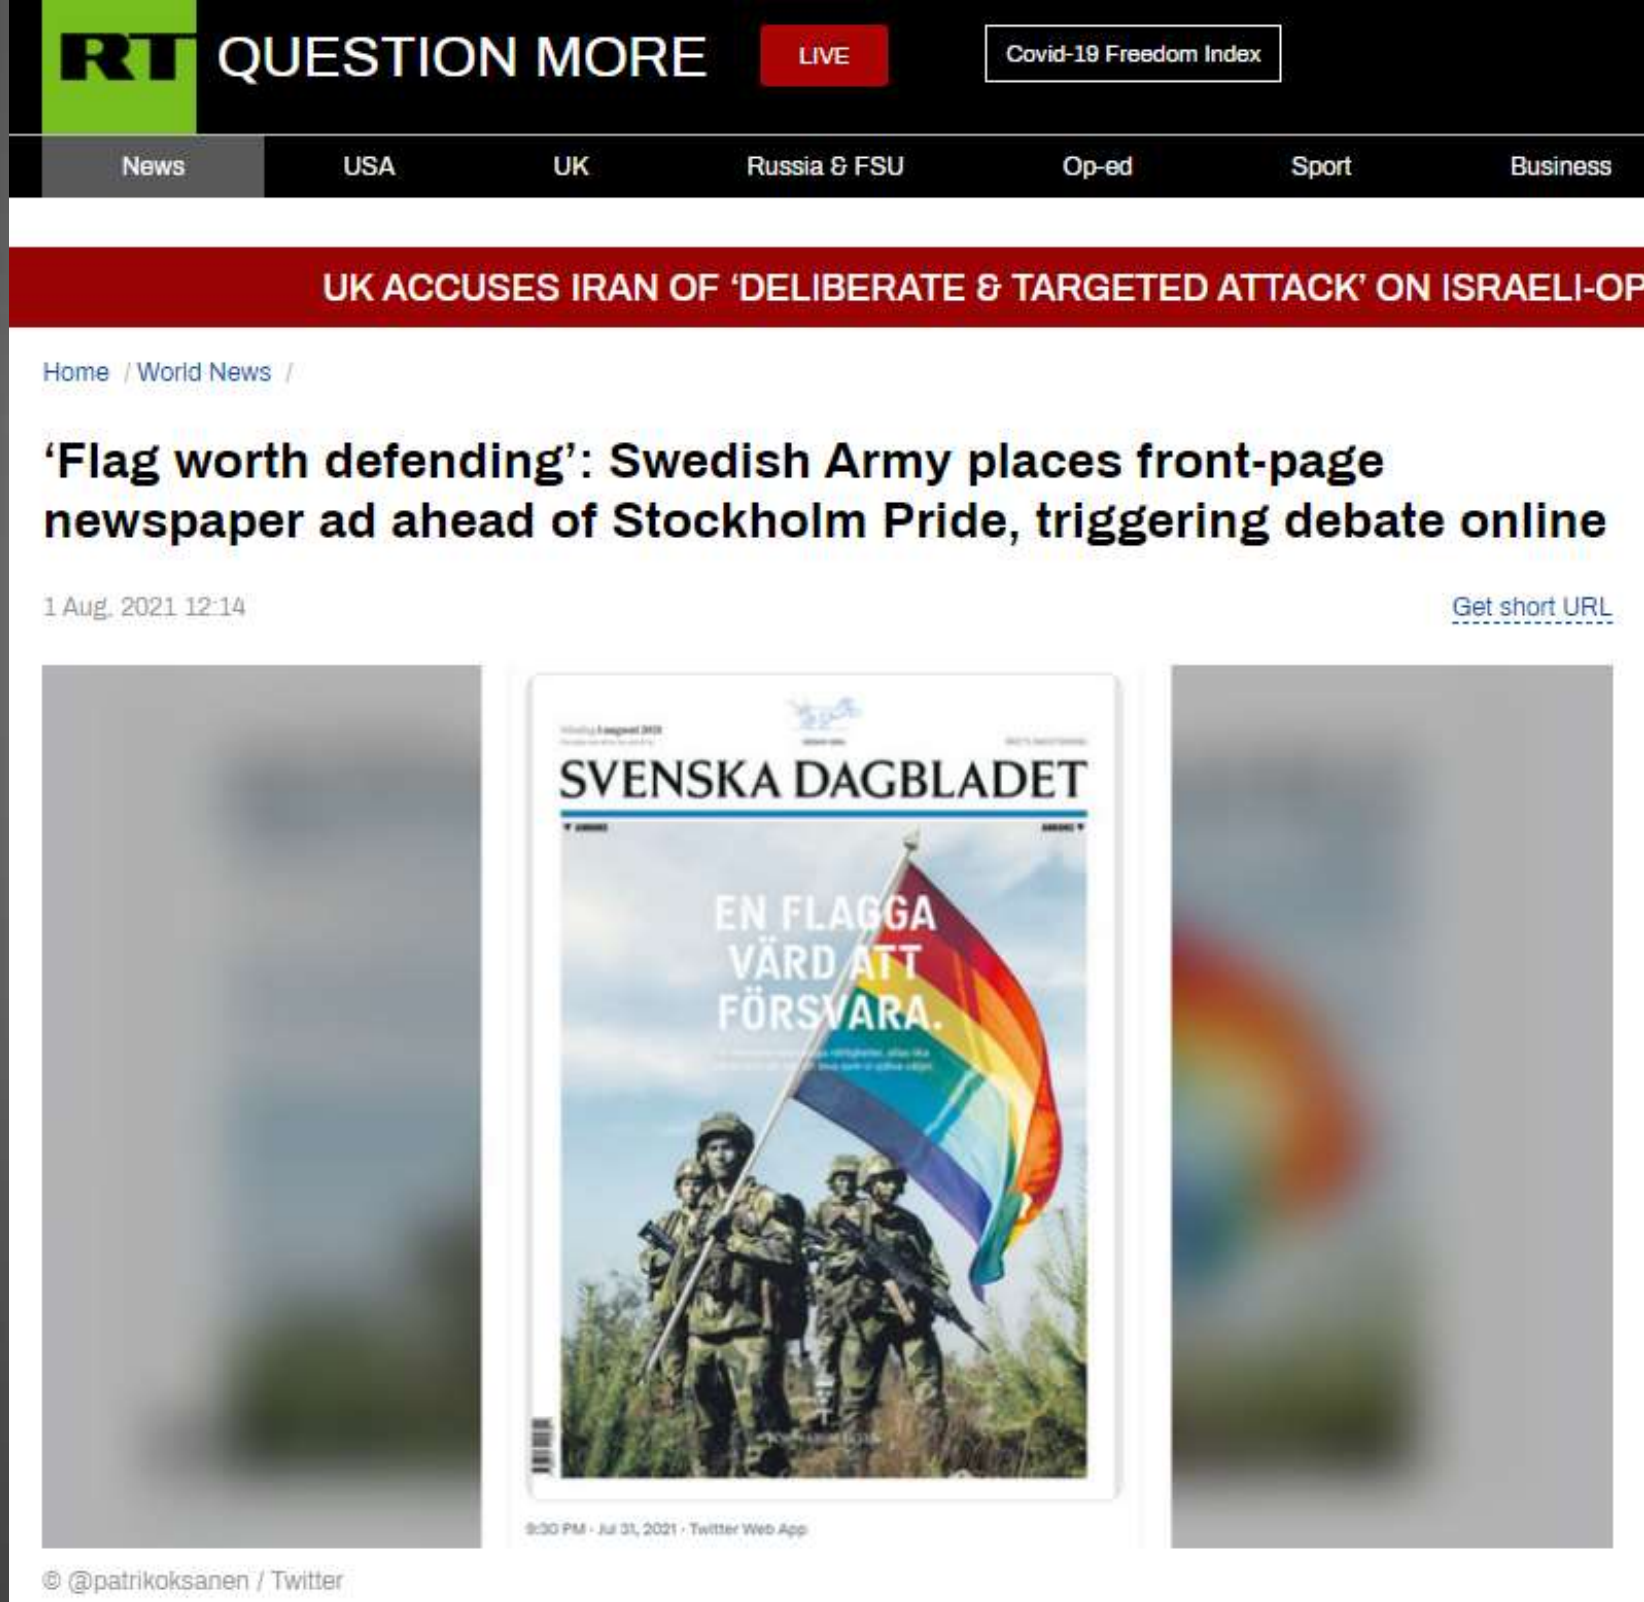 RT QUESTION MORE LIVE Covid-19 Freedom Index
News USA UK Russia & FSU Op-ed Sport Business
UK ACCUSES IRAN OF ‘DELIBERATE & TARGETED ATTACK’ ON ISRAELI-OP
Home / World News /
‘Flag worth defending’: Swedish Army places front-page
newspaper ad ahead of Stockholm Pride, triggering debate online
1 Aug, 2021 12:14 Get short URL
SVENSKA DAGBLADET
EN FLAGGA
VÄRD ATT
FÖRSVARA.
9:30 PM · Jul 31, 2021 · Twitter Web App
© @patrikoksanen / Twitter